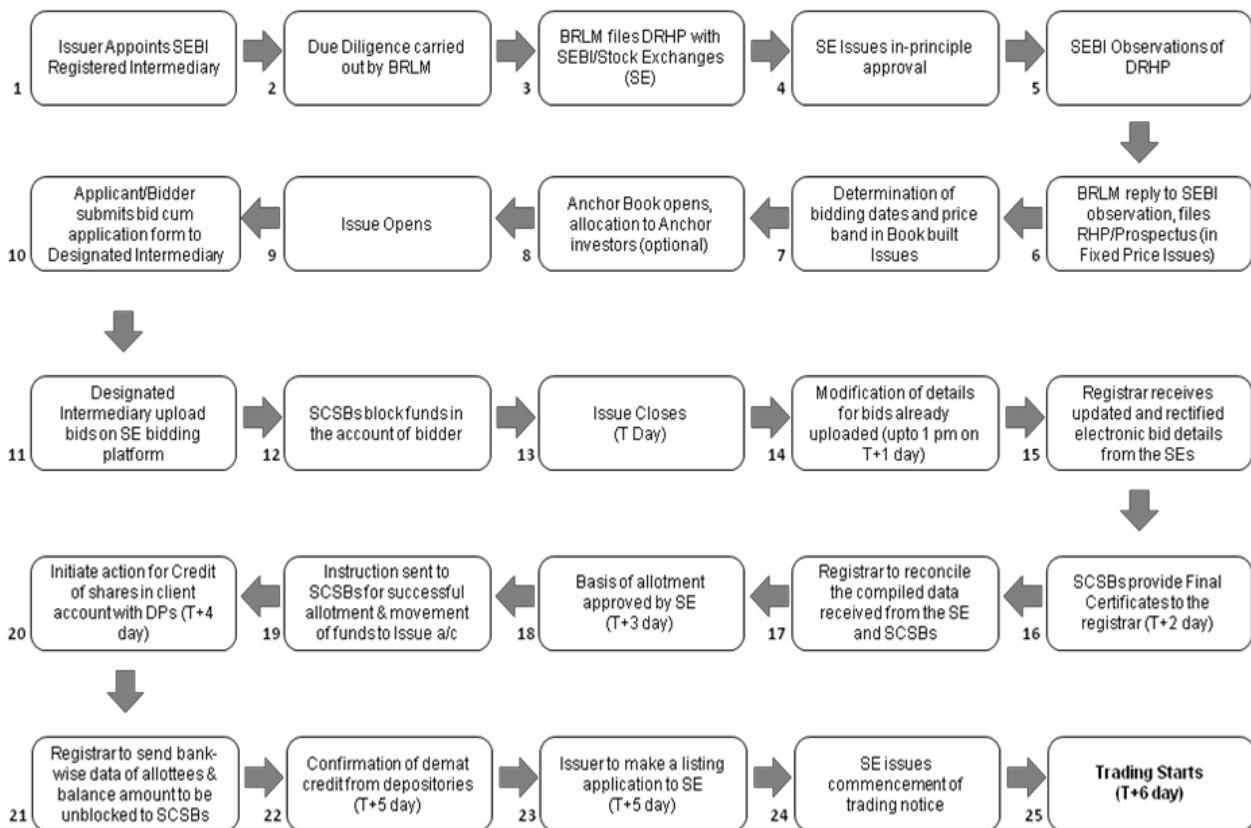 Issuer Appoints SEBI
Registered Intermediary
1
Due Diligence carried
out by BRLM
2
BRLM files DRHP with
SEBI/Stock Exchanges
(SE)
3
SE Issues in-principle
approval
4
SEBI Observations of
DRHP
5
BRLM reply to SEBI
observation, files
RHP/Prospectus (in
Fixed Price Issues)
6
Determination of
bidding dates and price
band in Book built
Issues
7
Anchor Book opens,
allocation to Anchor
investors (optional)
8
Issue Opens
9
Applicant/Bidder
submits bid cum
application form to
Designated Intermediary
10
Designated
Intermediary upload
bids on SE bidding
platform
11
SCSBs block funds in
the account of bidder
12
Issue Closes
(T Day)
13
Modification of details
for bids already
uploaded (upto 1 pm on
T+1 day)
14
Registrar receives
updated and rectified
electronic bid details
from the SEs
15
SCSBs provide Final
Certificates to the
registrar (T+2 day)
16
Registrar to reconcile
the compiled data
received from the SE
and SCSBs
17
Basis of allotment
approved by SE
(T+3 day)
18
Instruction sent to
SCSBs for successful
allotment & movement
of funds to Issue a/c
19
Initiate action for Credit
of shares in client
account with DPs (T+4
day)
20
Registrar to send bank-
wise data of allottees &
balance amount to be
unblocked to SCSBs
21
Confirmation of demat
credit from depositories
(T+5 day)
22
Issuer to make a listing
application to SE
(T+5 day)
23
SE issues
commencement of
trading notice
24
Trading Starts
(T+6 day)
25